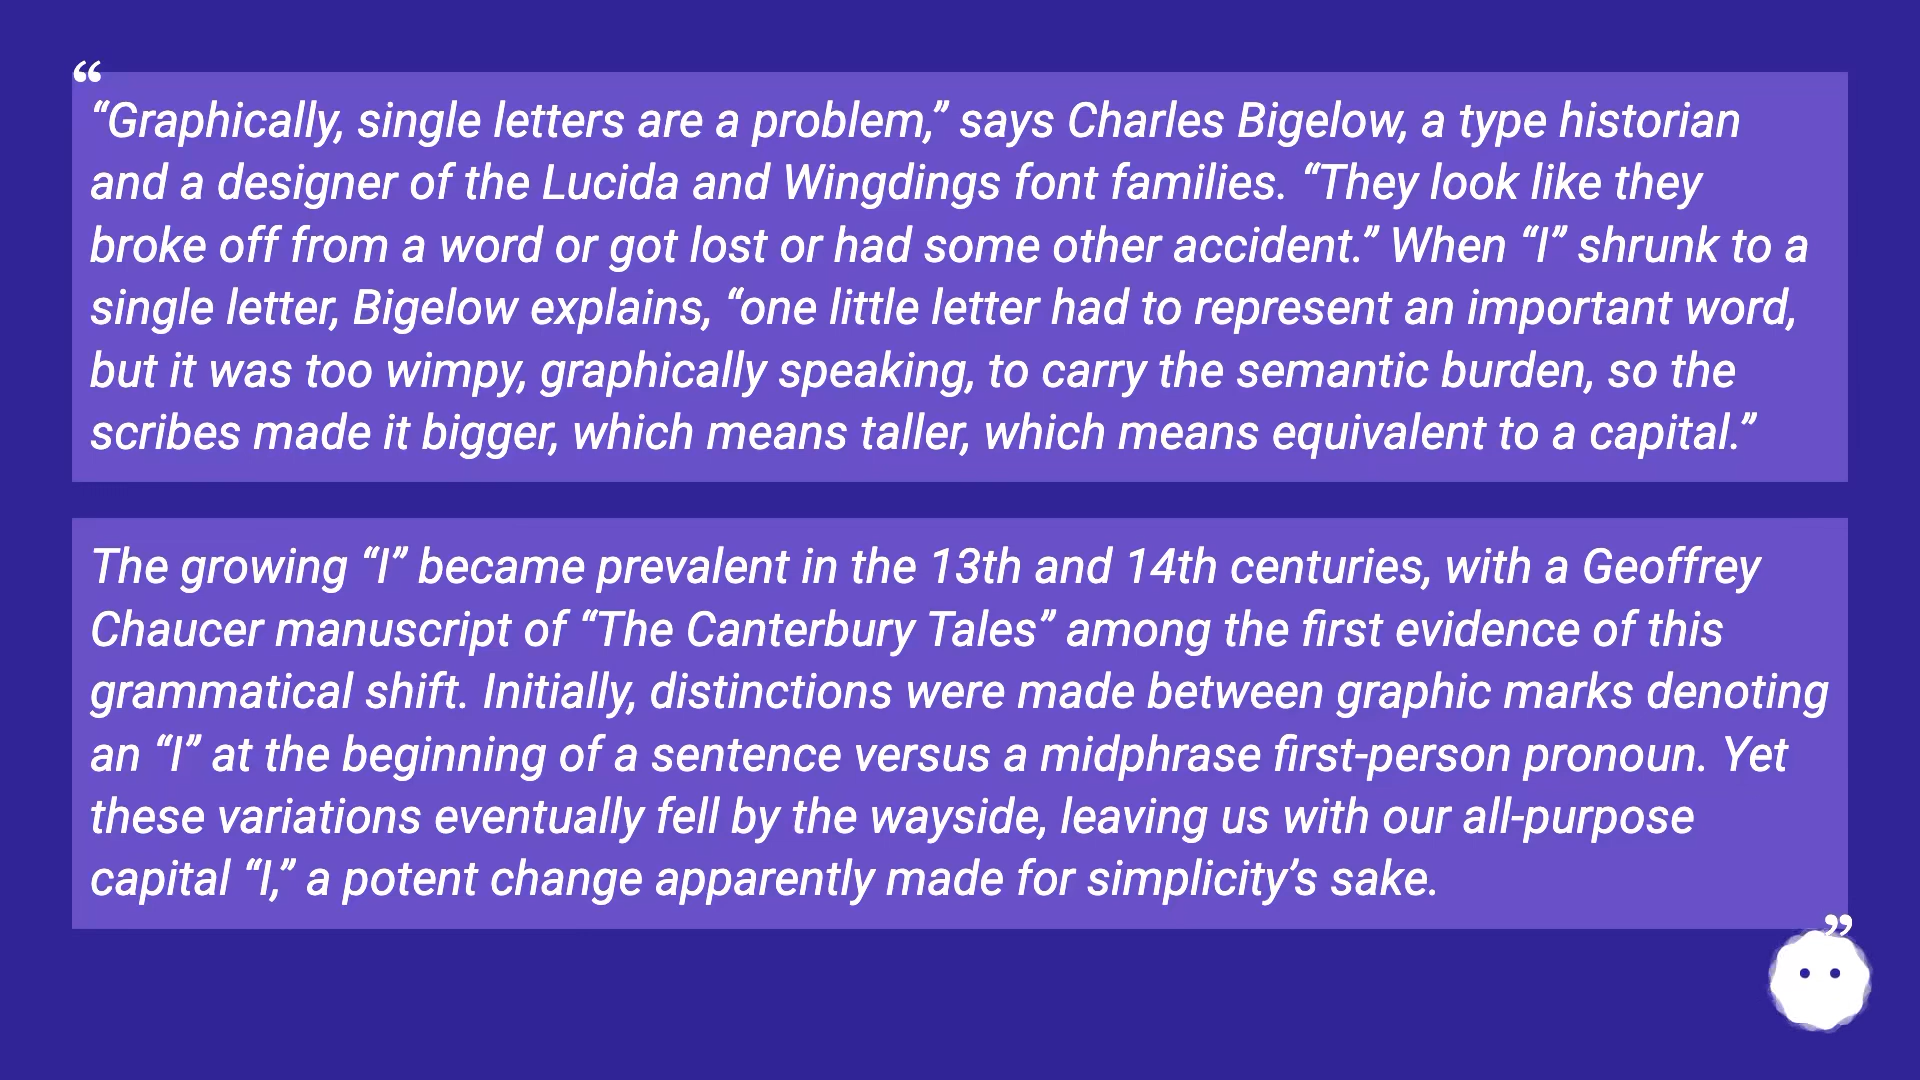 “
“Graphically, single letters are a problem,” says Charles Bigelow, a type historian
and a designer of the Lucida and Wingdings font families. “They look like they
broke off from a word or got lost or had some other accident.” When “I” shrunk to a
single letter, Bigelow explains, “one little letter had to represent an important word,
but it was too wimpy, graphically speaking, to carry the semantic burden, so the
scribes made it bigger, which means taller, which means equivalent to a capital.”
The growing “I” became prevalent in the 13th and 14th centuries, with a Geoffrey
Chaucer manuscript of “The Canterbury Tales” among the first evidence of this
grammatical shift. Initially, distinctions were made between graphic marks denoting
an “I” at the beginning of a sentence versus a midphrase first-person pronoun. Yet
these variations eventually fell by the wayside, leaving us with our all-purpose
capital “I,” a potent change apparently made for simplicity’s sake.
”